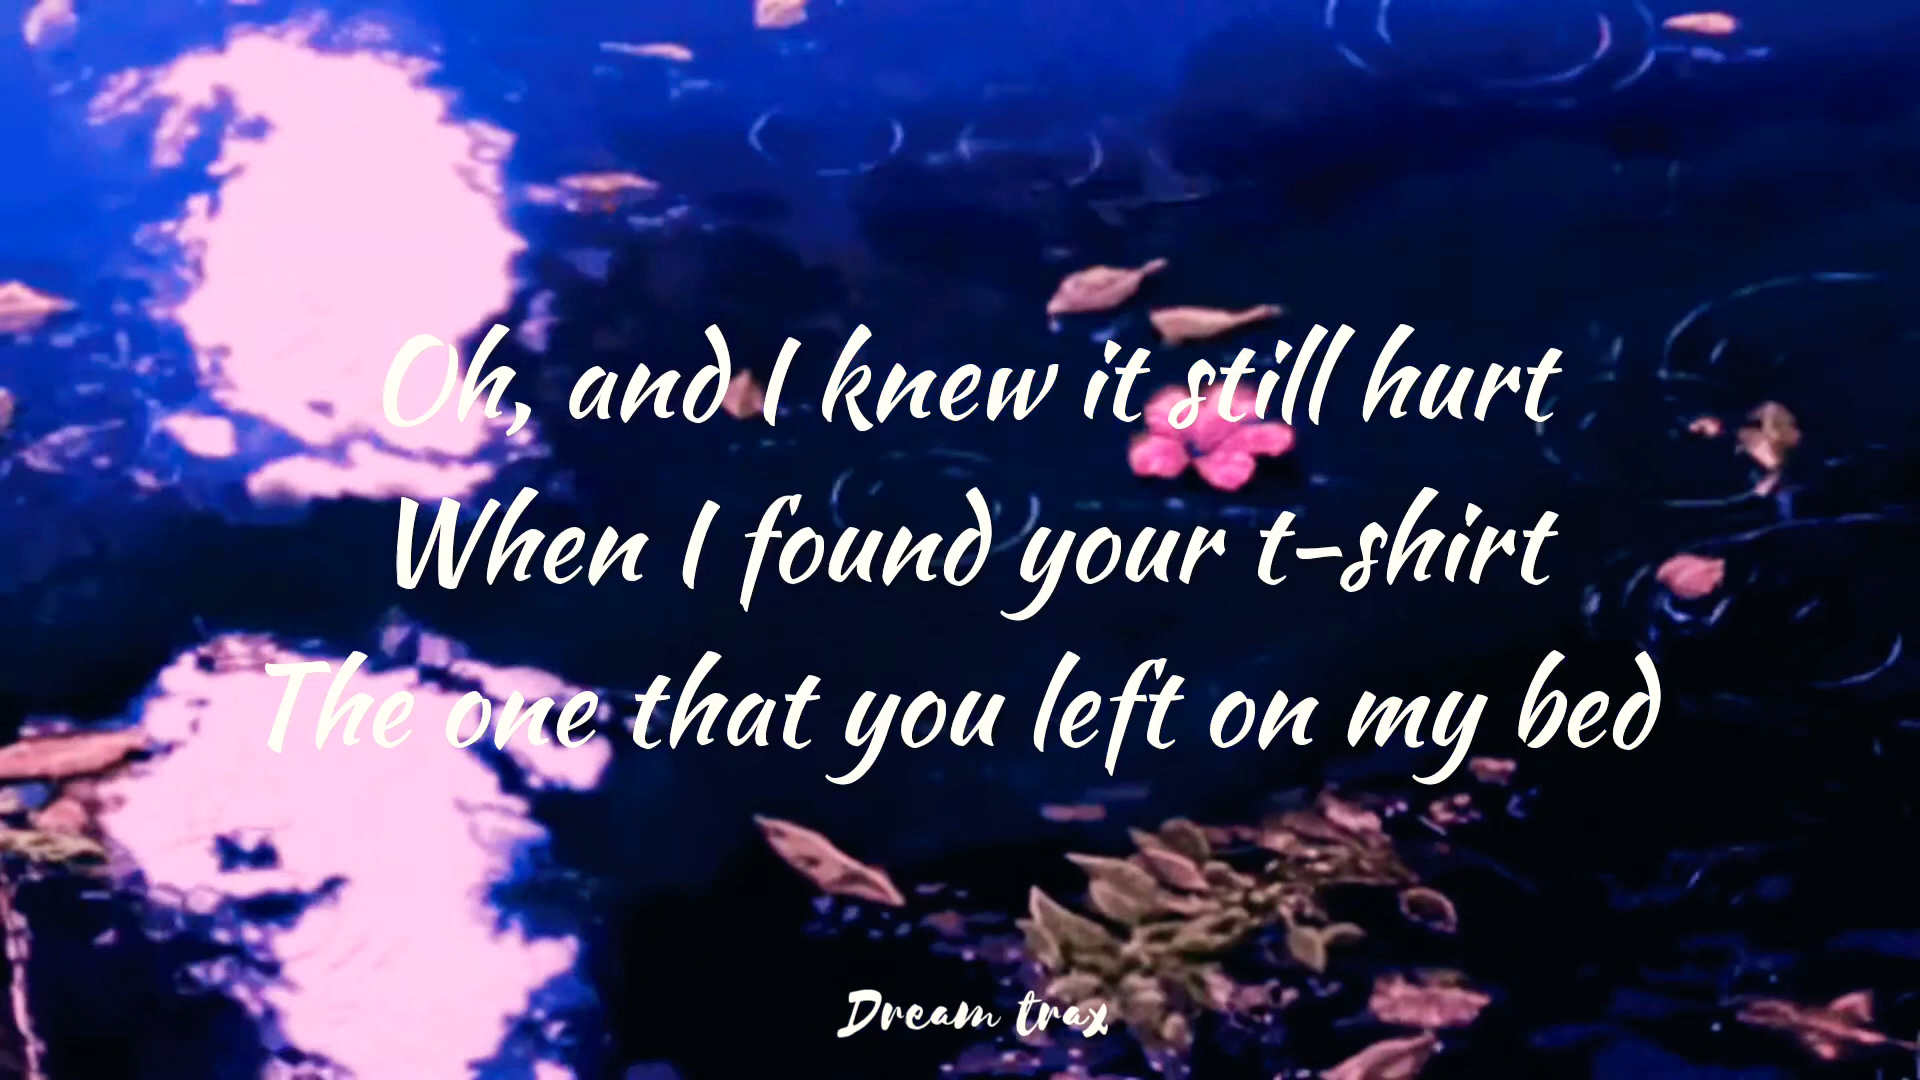 Oh, and I knew it still hurt
When I found your t-shirt
The one that you left on my bed
Dream trax